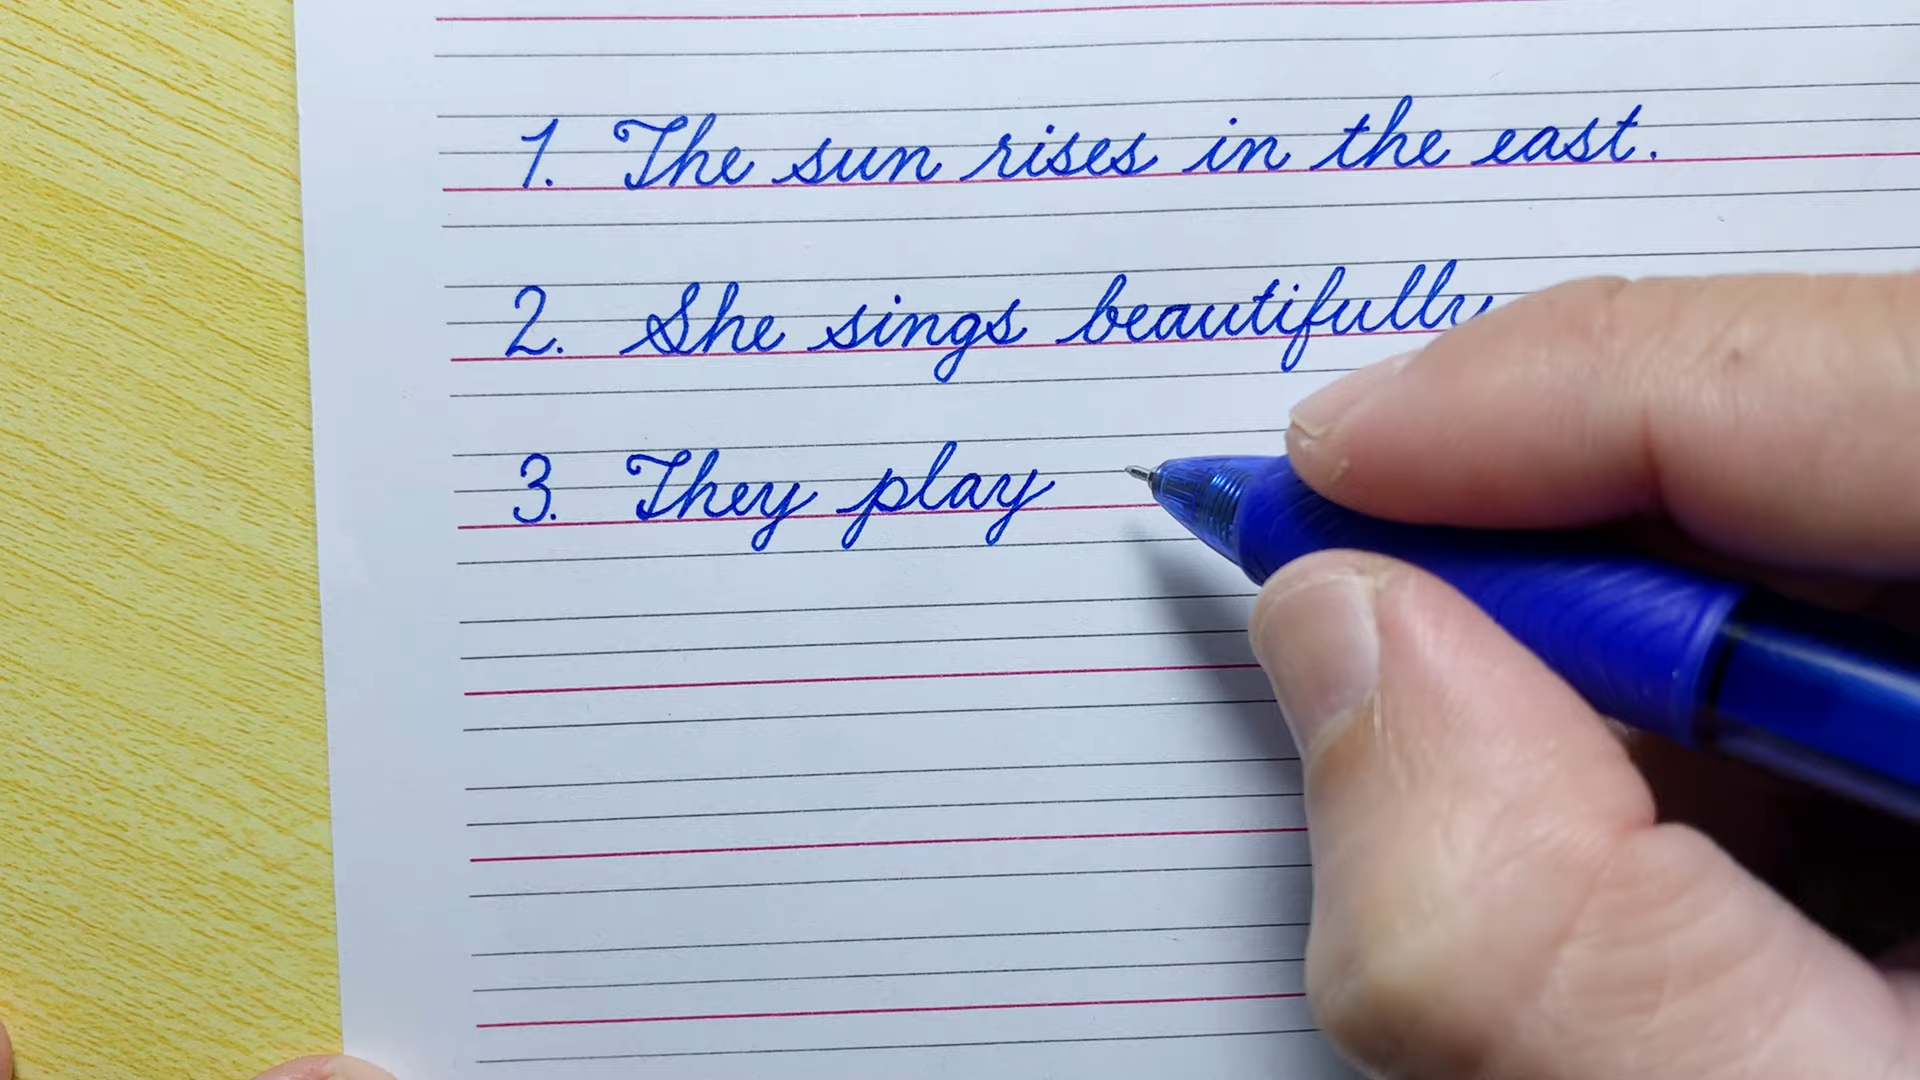 1. The sun rises in the east.
2. She sings beautifully
3. They play